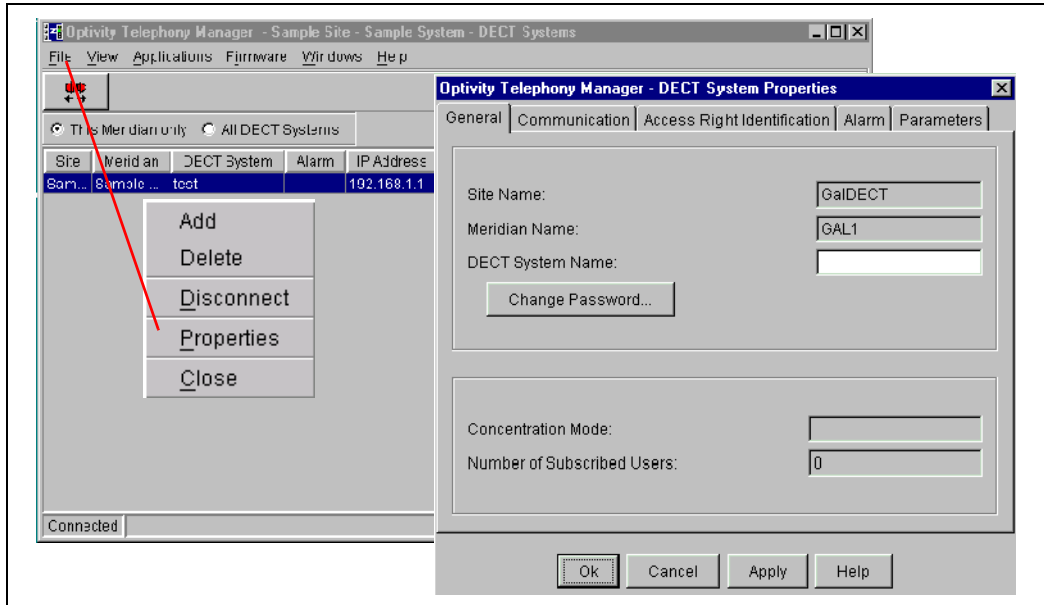 Optivity Telephony Manager - Sample Site - Sample System - DECT Systems
File View Applications Firmware Windows Help
This Meridian only All DECT Systems
Site Meridian DECT System Alarm IP Address
Sam... Sample ... test 192.168.1.1
Add
Delete
Disconnect
Properties
Close
Connected
Optivity Telephony Manager - DECT System Properties
General Communication Access Right Identification Alarm Parameters
Site Name: GalDECT
Meridian Name: GAL1
DECT System Name:
Change Password...
Concentration Mode:
Number of Subscribed Users: 0
Ok Cancel Apply Help